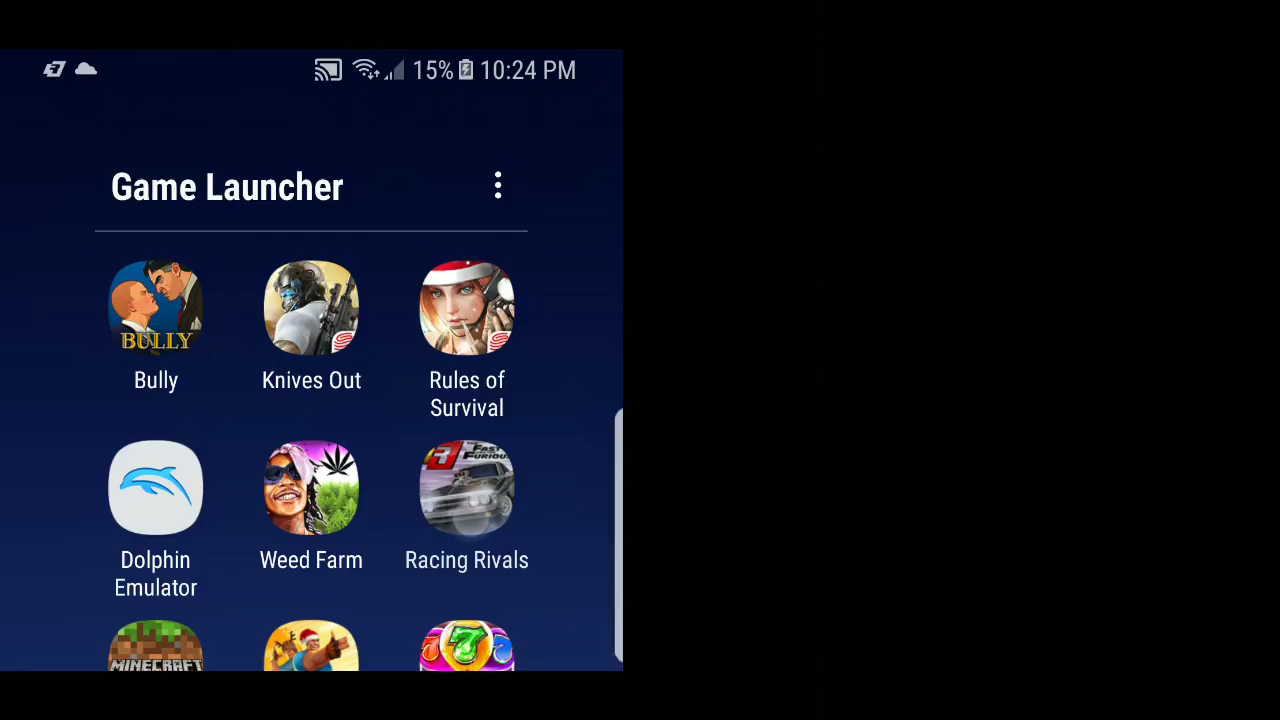 15% 10:24 PM
Game Launcher
BULLY
Bully
Knives Out
Rules of
Survival
FAST
FURIOUS
Dolphin
Emulator
Weed Farm
Racing Rivals
MINECRAFT
7